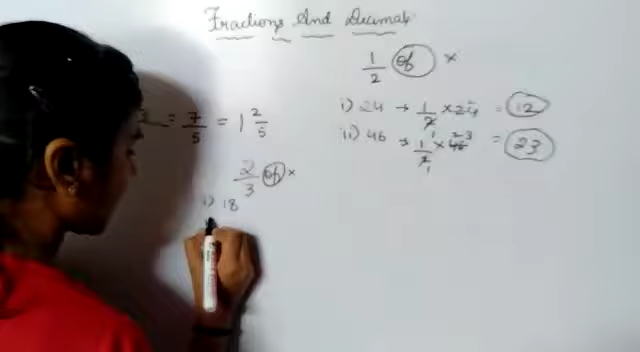 Fractions And Decimals
1/2 of ×
i) 24 → 1/2 × 24 = 12
ii) 46 → 1/2 × 46 = 23
= 7/5 = 1 2/5
2/3 of ×
i) 18